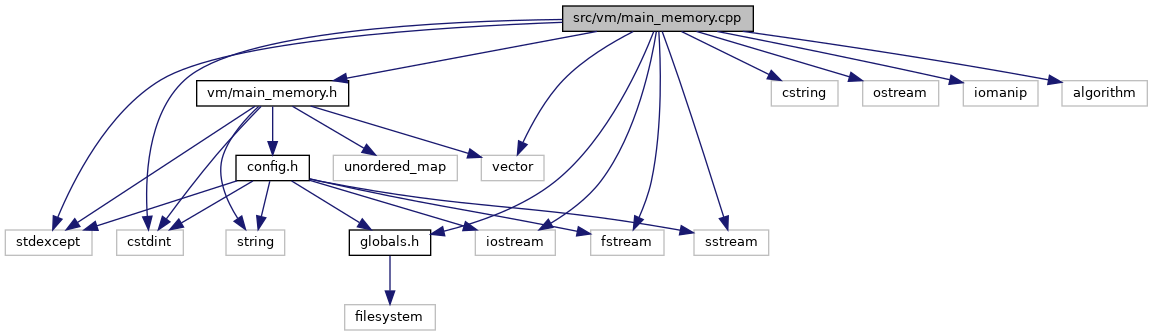 src/vm/main_memory.cpp
vm/main_memory.h
cstring
ostream
iomanip
algorithm
config.h
unordered_map
vector
stdexcept
cstdint
string
globals.h
iostream
fstream
sstream
filesystem